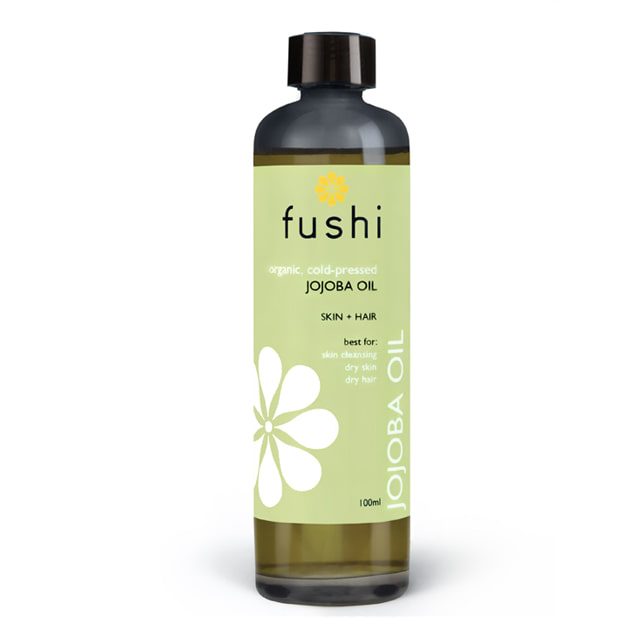 fushi
organic, cold-pressed
JOJOBA OIL
SKIN + HAIR
best for:
skin cleansing
dry skin
dry hair
100ml
JOJOBA OIL